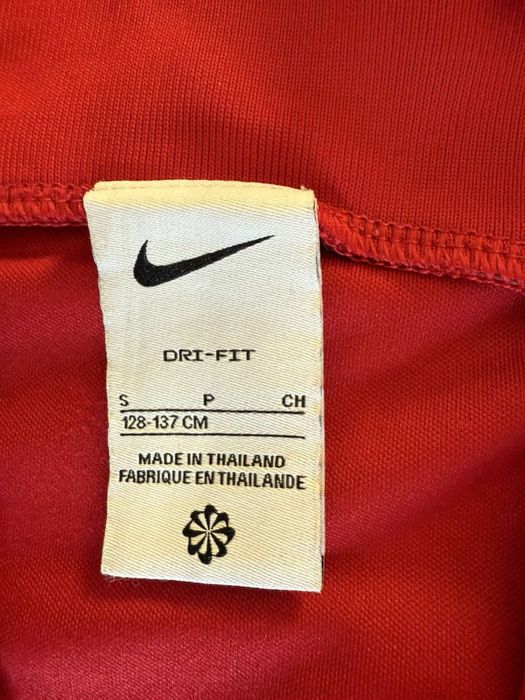 DRI-FIT
S P CH
128-137 CM
MADE IN THAILAND
FABRIQUE EN THAILANDE